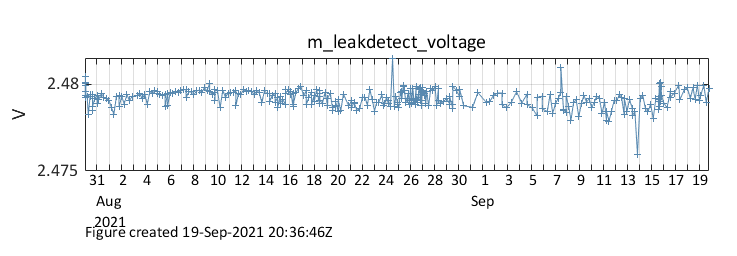 m_leakdetect_voltage
2.48
V
2.475
31 2 4 6 8 10 12 14 16 18 20 22 24 26 28 30 1 3 5 7 9 11 13 15 17 19
Aug Sep
2021
Figure created 19-Sep-2021 20:36:46Z